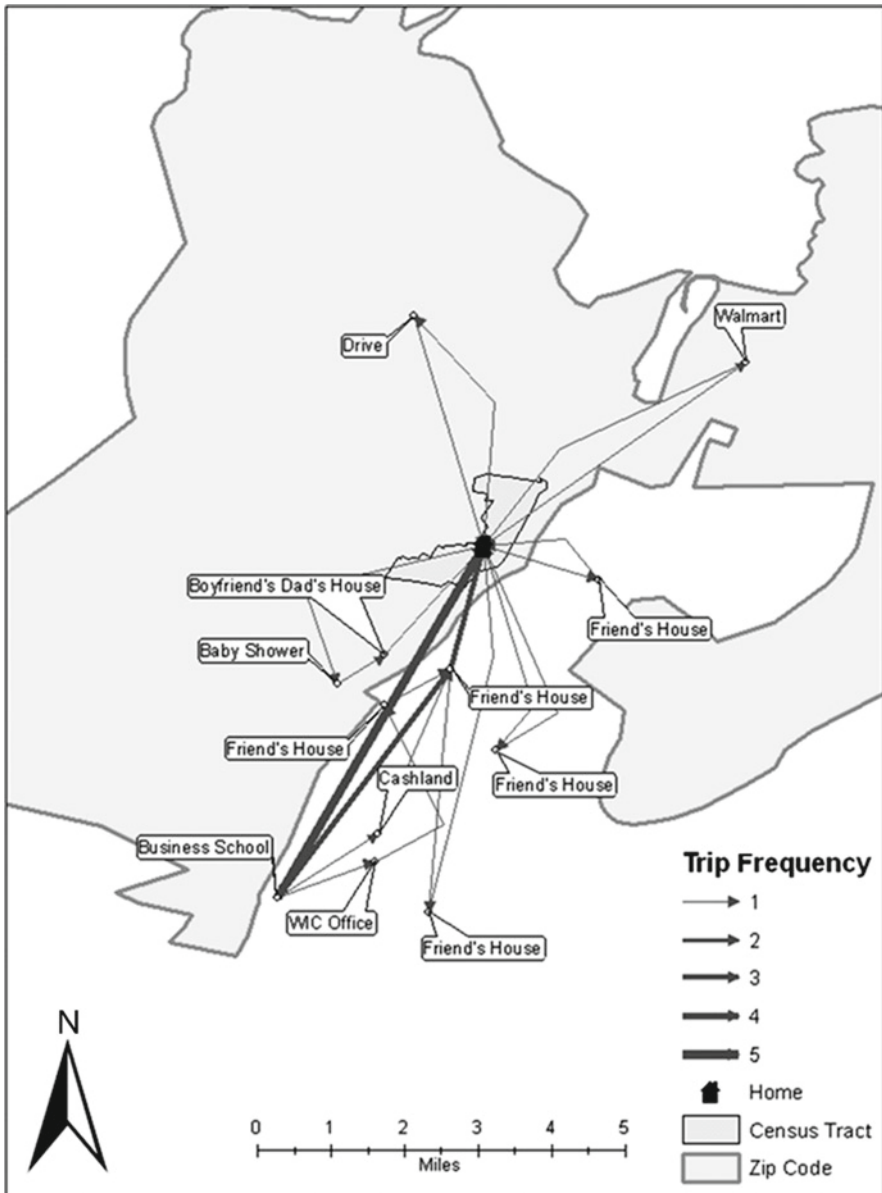 Walmart
Drive
Boyfriend's Dad's House
Friend's House
Baby Shower
Friend's House
Friend's House
Cashland
Friend's House
Business School
WIC Office
Friend's House
Trip Frequency
1
2
3
4
5
Home
Census Tract
Zip Code
N
0 1 2 3 4 5
Miles